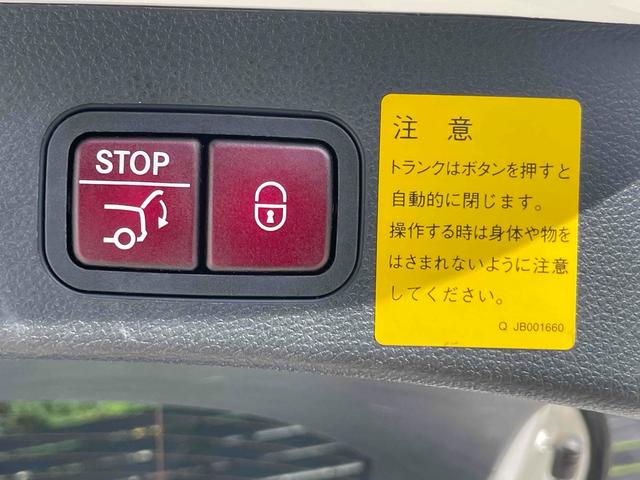 STOP
注 意
トランクはボタンを押すと
自動的に閉じます。
操作する時は身体や物を
はさまれないように注意
してください。
Q JB001660